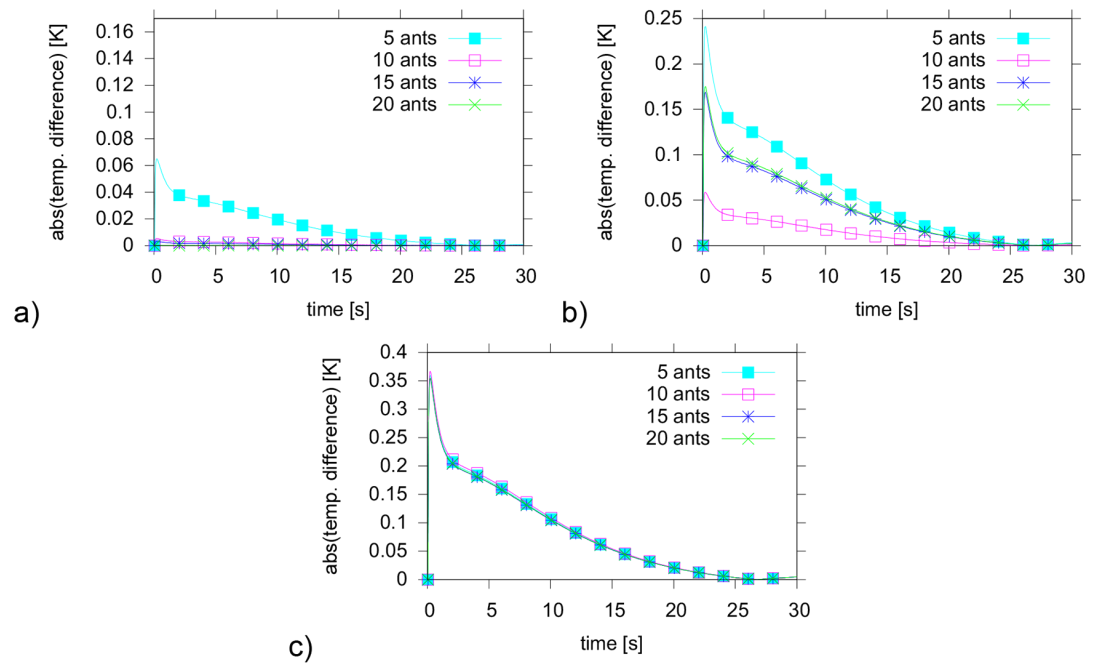 abs(temp. difference) [K]
0.16
0.14
0.12
0.1
0.08
0.06
0.04
0.02
0
5 ants
10 ants
15 ants
20 ants
0 5 10 15 20 25 30
time [s]
a)
abs(temp. difference) [K]
0.25
0.2
0.15
0.1
0.05
0
5 ants
10 ants
15 ants
20 ants
0 5 10 15 20 25 30
time [s]
b)
abs(temp. difference) [K]
0.4
0.35
0.3
0.25
0.2
0.15
0.1
0.05
0
5 ants
10 ants
15 ants
20 ants
0 5 10 15 20 25 30
time [s]
c)